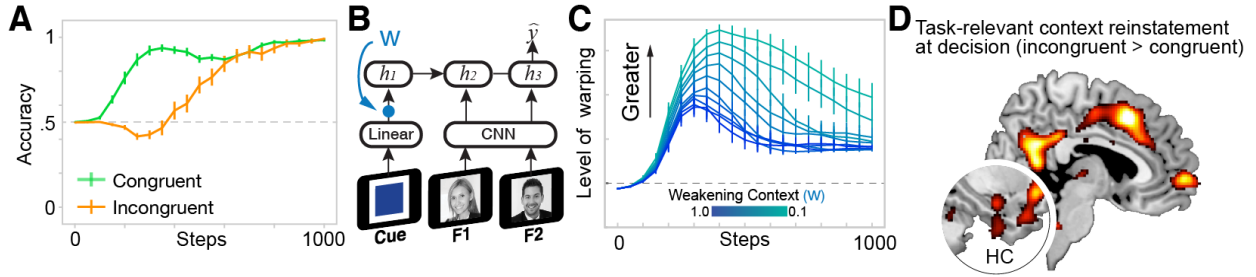 A
Accuracy
1
.5
0
Congruent
Incongruent
0
Steps
1000
B
W
ŷ
h1
h2
h3
Linear
CNN
Cue
F1
F2
C
Level of warping
Greater
Weakening Context (W)
1.0
0.1
0
Steps
1000
D
Task-relevant context reinstatement
at decision (incongruent > congruent)
HC